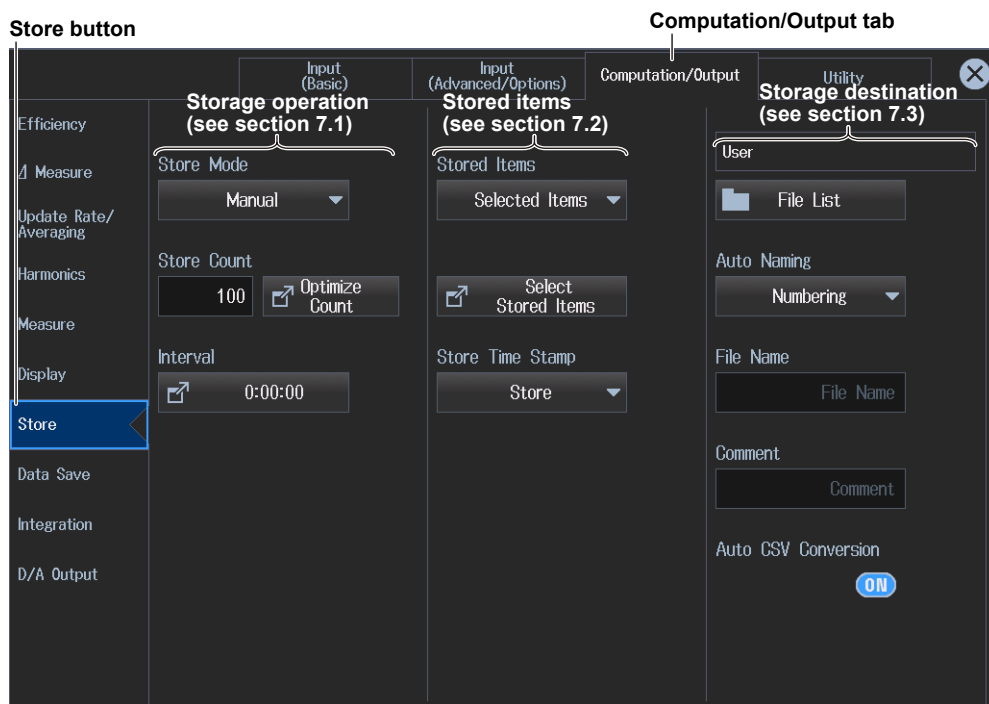 Store button
Computation/Output tab
Input
(Basic)
Input
(Advanced/Options)
Computation/Output
Utility
Storage operation
(see section 7.1)
Stored items
(see section 7.2)
Storage destination
(see section 7.3)
Efficiency
Δ Measure
Update Rate/
Averaging
Harmonics
Measure
Display
Store
Data Save
Integration
D/A Output
Store Mode
Manual
Store Count
100
Optimize
Count
Interval
0:00:00
Stored Items
Selected Items
Select
Stored Items
Store Time Stamp
Store
User
File List
Auto Naming
Numbering
File Name
File Name
Comment
Comment
Auto CSV Conversion
ON